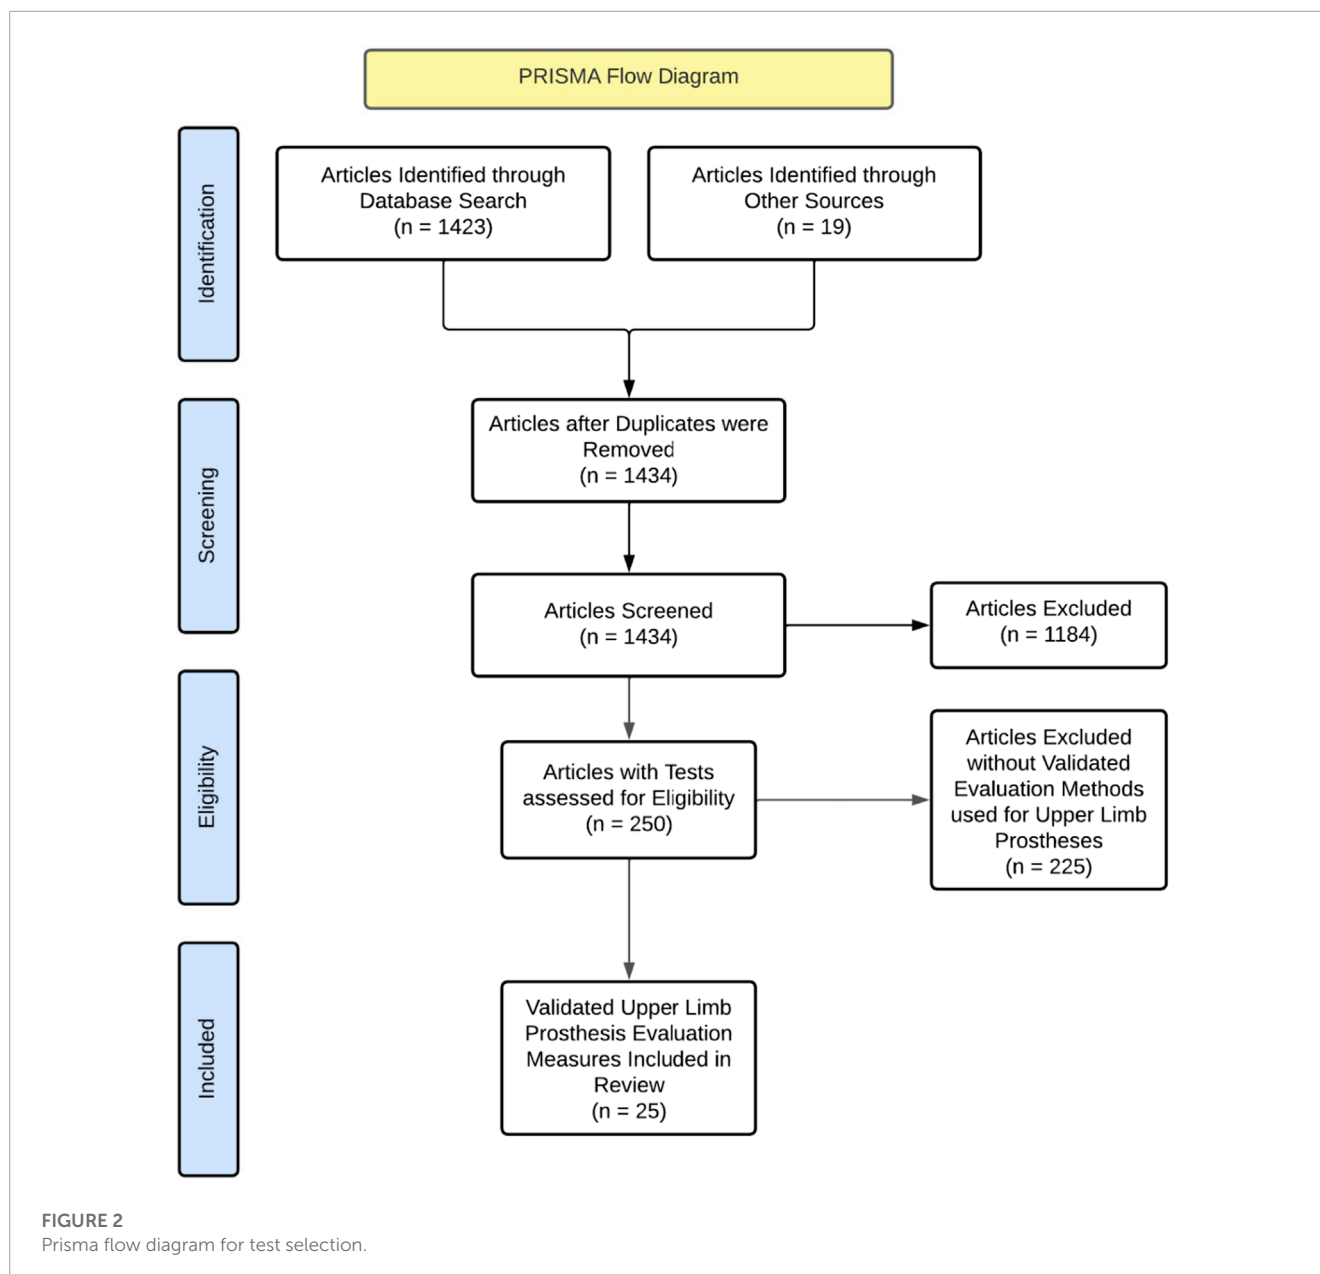 PRISMA Flow Diagram
Identification
Articles Identified through
Database Search
(n = 1423)
Articles Identified through
Other Sources
(n = 19)
Screening
Articles after Duplicates were
Removed
(n = 1434)
Articles Screened
(n = 1434)
Articles Excluded
(n = 1184)
Eligibility
Articles with Tests
assessed for Eligibility
(n = 250)
Articles Excluded
without Validated
Evaluation Methods
used for Upper Limb
Prostheses
(n = 225)
Included
Validated Upper Limb
Prosthesis Evaluation
Measures Included in
Review
(n = 25)
FIGURE 2
Prisma flow diagram for test selection.